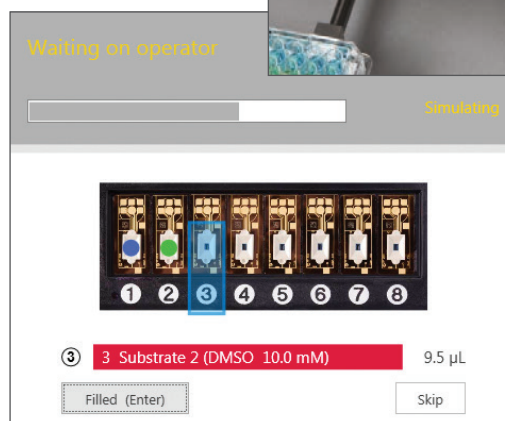 Waiting on operator
Simulating
1 2 3 4 5 6 7 8
3 3 Substrate 2 (DMSO 10.0 mM) 9.5 µL
Filled (Enter) Skip